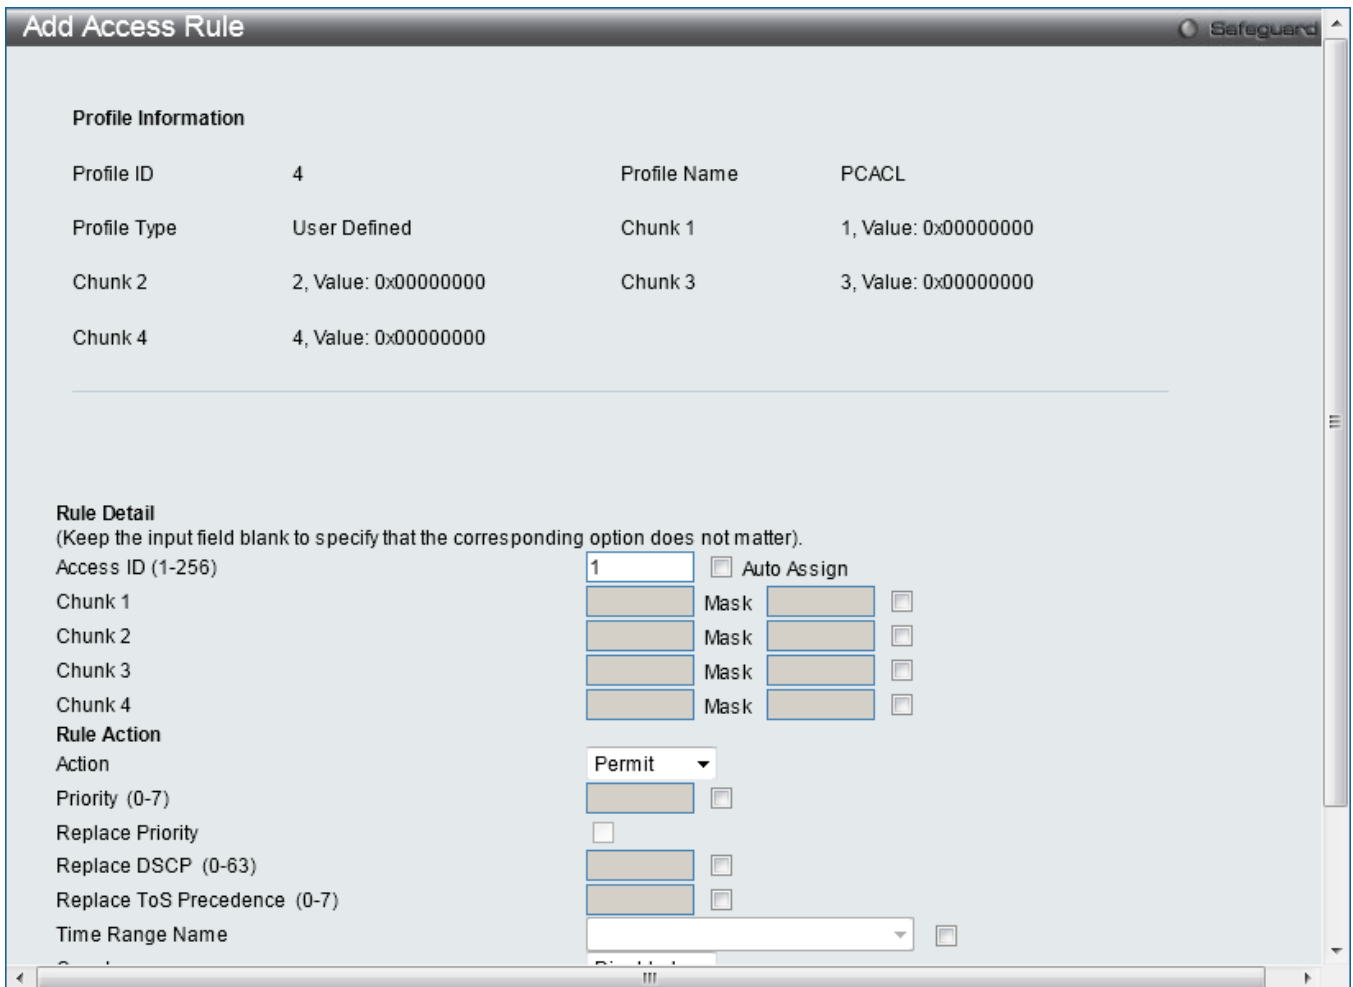 Add Access Rule Safeguard
Profile Information
Profile ID 4 Profile Name PCACL
Profile Type User Defined Chunk 1 1, Value: 0x00000000
Chunk 2 2, Value: 0x00000000 Chunk 3 3, Value: 0x00000000
Chunk 4 4, Value: 0x00000000
Rule Detail
(Keep the input field blank to specify that the corresponding option does not matter).
Access ID (1-256) 1 Auto Assign
Chunk 1 Mask
Chunk 2 Mask
Chunk 3 Mask
Chunk 4 Mask
Rule Action
Action Permit
Priority (0-7)
Replace Priority
Replace DSCP (0-63)
Replace ToS Precedence (0-7)
Time Range Name